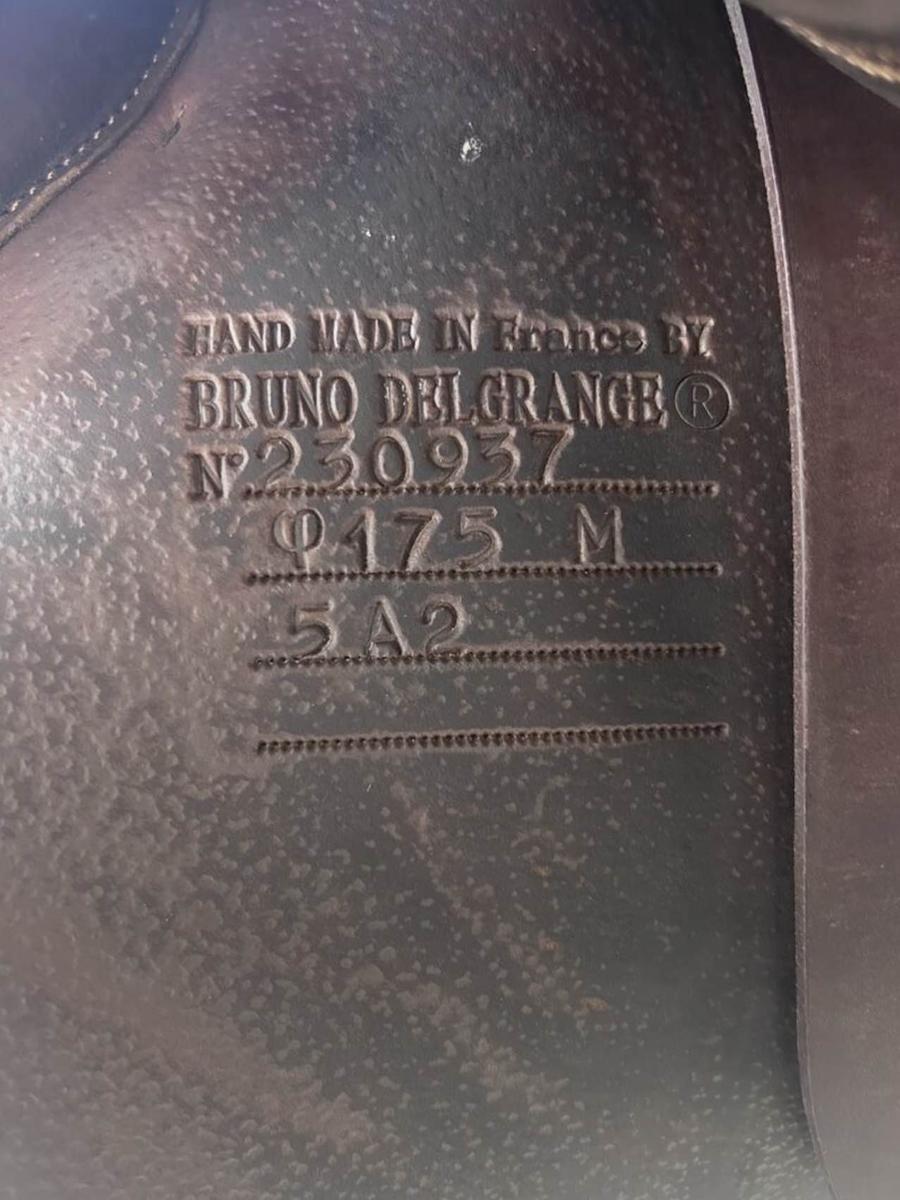 HAND MADE IN France BY
BRUNO DELGRANGE ®
N° 230937
φ175 M
5A2